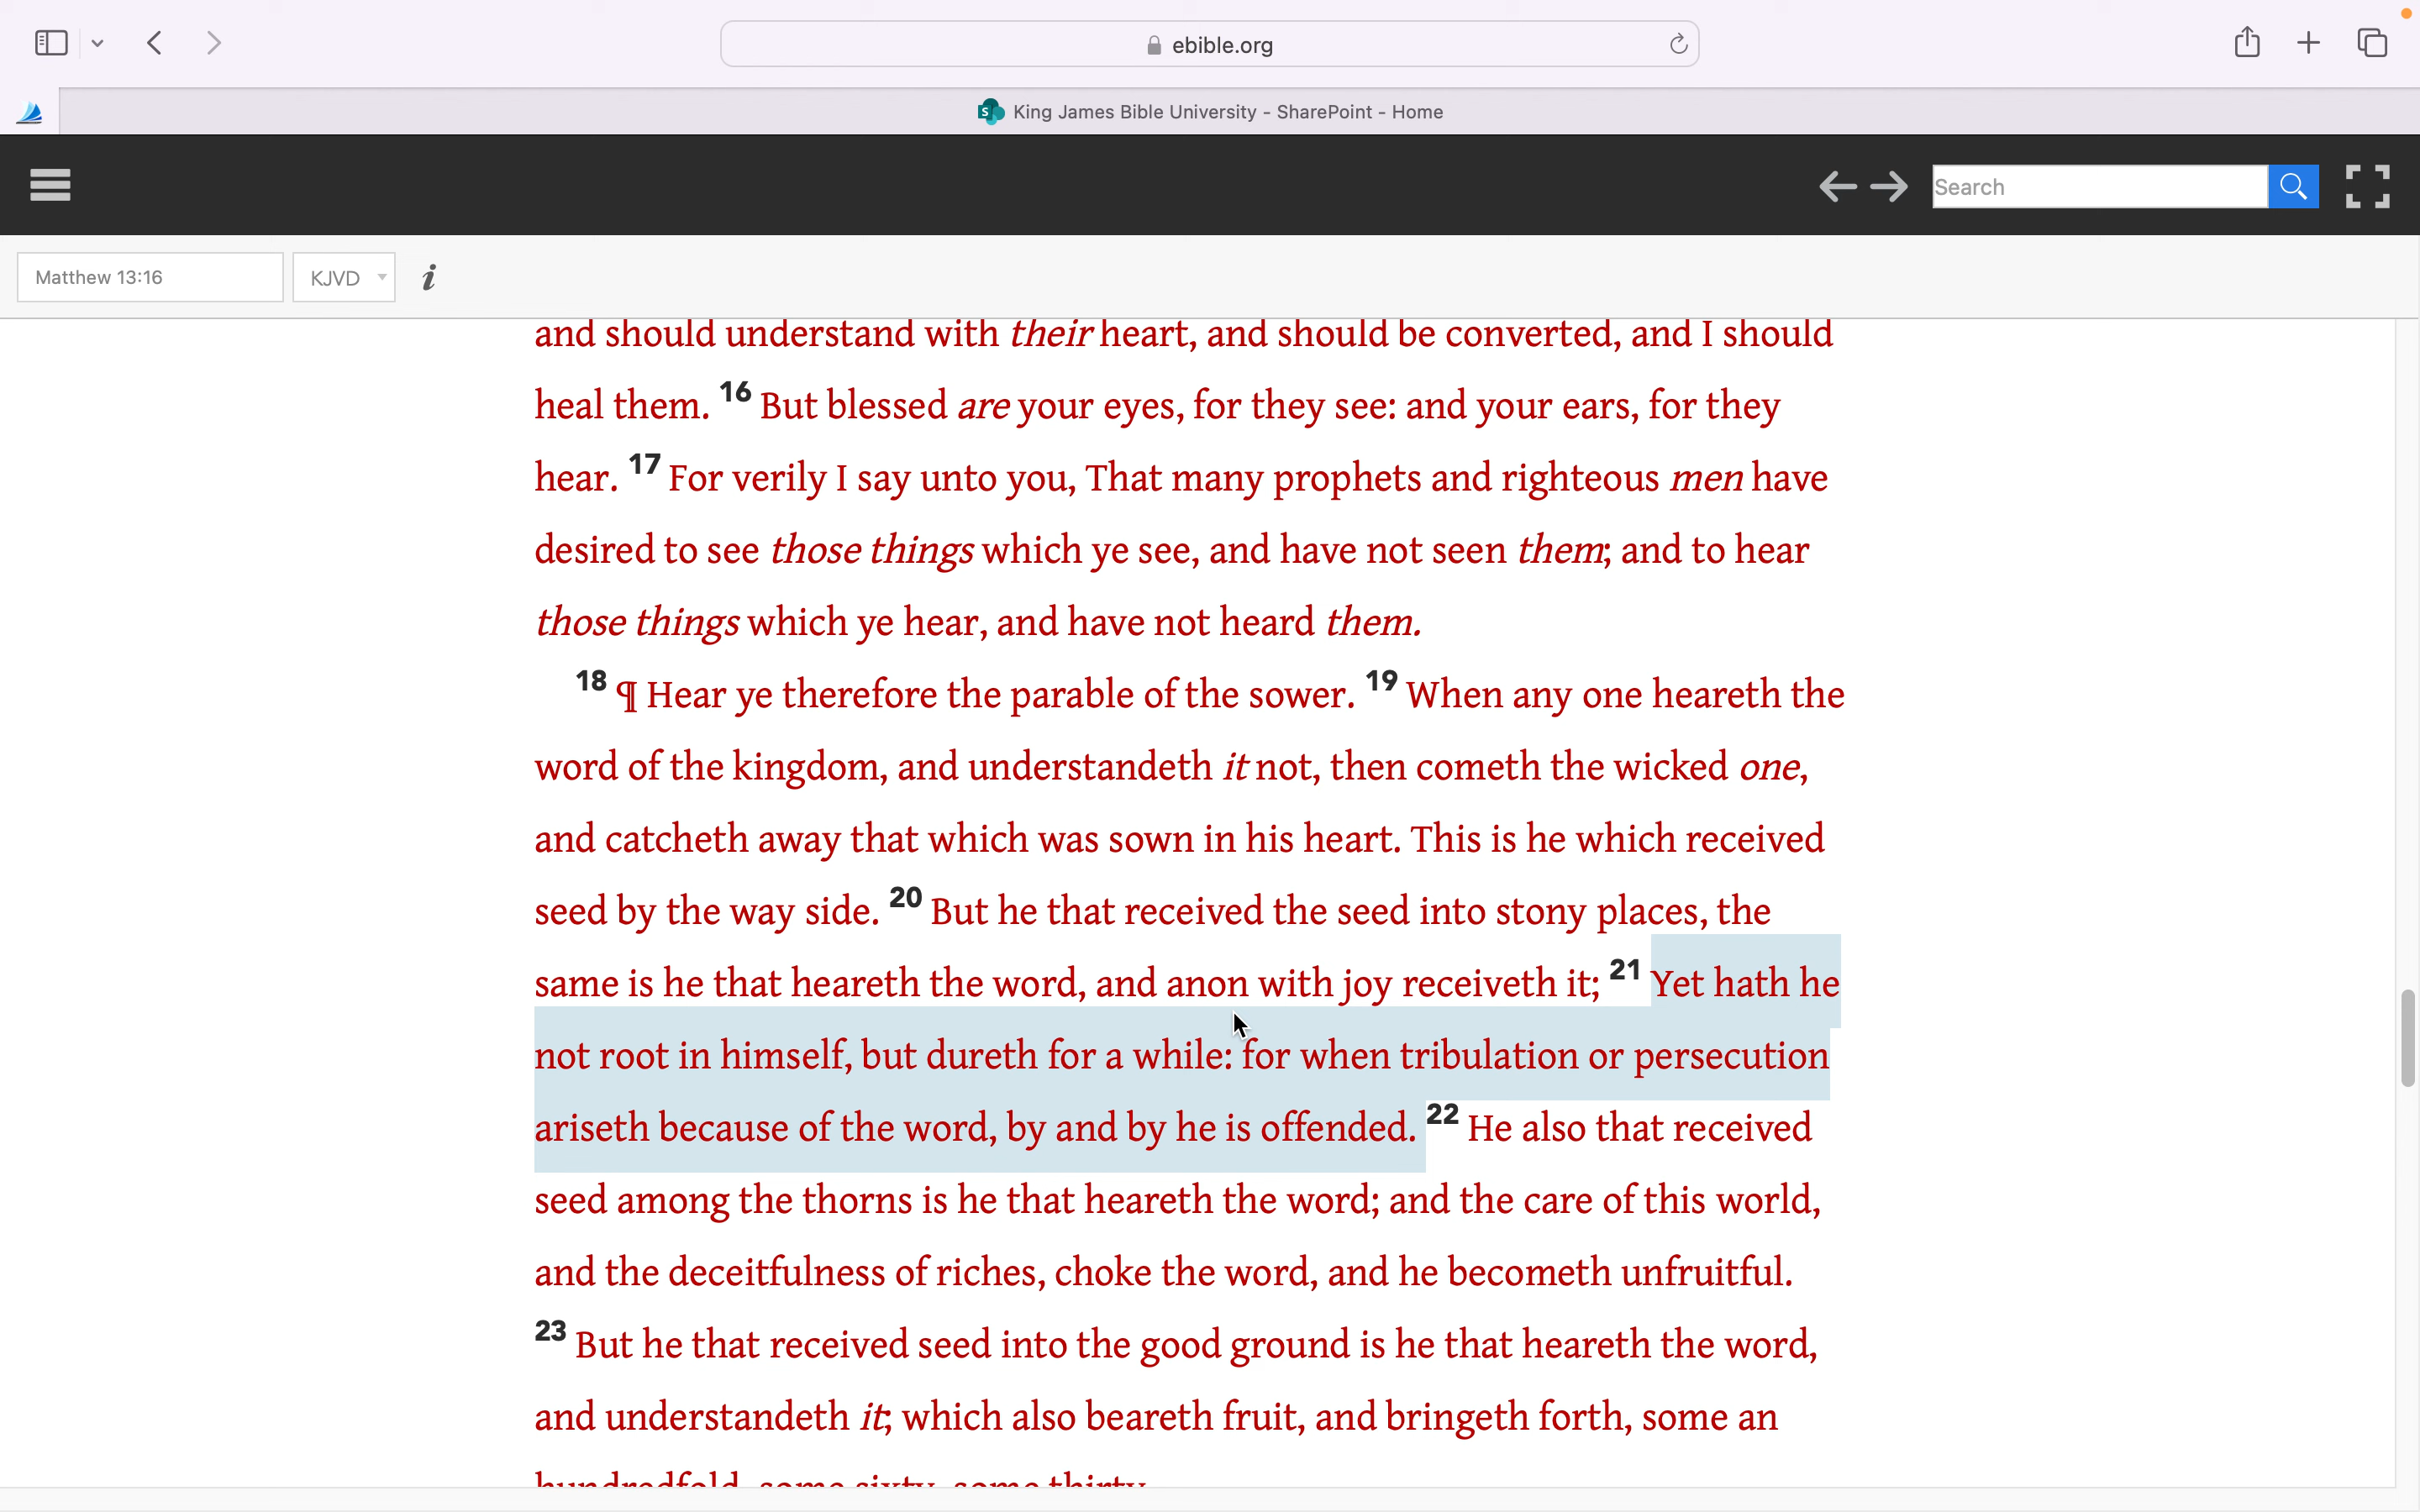 ebible.org
King James Bible University - SharePoint - Home
Search
Matthew 13:16
KJVD
i
and should understand with their heart, and should be converted, and I should
heal them. 16 But blessed are your eyes, for they see: and your ears, for they
hear. 17 For verily I say unto you, That many prophets and righteous men have
desired to see those things which ye see, and have not seen them; and to hear
those things which ye hear, and have not heard them.
18 ¶ Hear ye therefore the parable of the sower. 19 When any one heareth the
word of the kingdom, and understandeth it not, then cometh the wicked one,
and catcheth away that which was sown in his heart. This is he which received
seed by the way side. 20 But he that received the seed into stony places, the
same is he that heareth the word, and anon with joy receiveth it; 21 Yet hath he
not root in himself, but dureth for a while: for when tribulation or persecution
ariseth because of the word, by and by he is offended. 22 He also that received
seed among the thorns is he that heareth the word; and the care of this world,
and the deceitfulness of riches, choke the word, and he becometh unfruitful.
23 But he that received seed into the good ground is he that heareth the word,
and understandeth it; which also beareth fruit, and bringeth forth, some an
hundredfold, some sixty, some thirty.